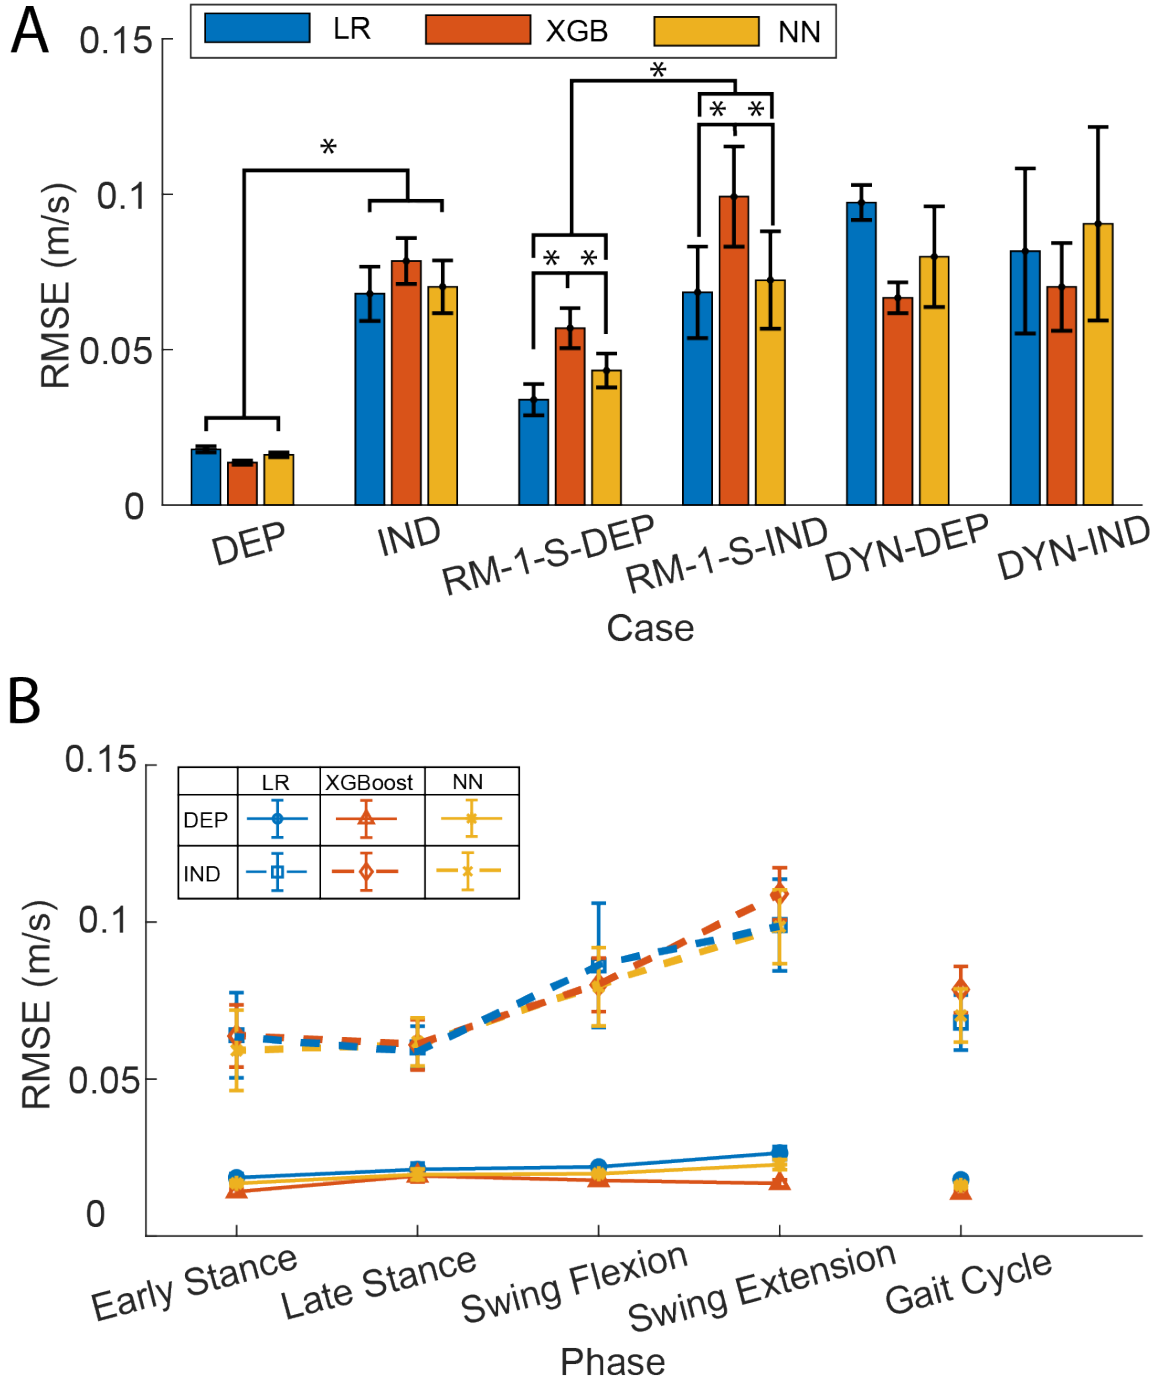 A
LR XGB NN
0.15
0.1
0.05
0
RMSE (m/s)
*
*
* *
* *
DEP IND RM-1-S-DEP RM-1-S-IND DYN-DEP DYN-IND
Case
B
0.15
0.1
0.05
0
RMSE (m/s)
LR XGBoost NN
DEP
IND
Early Stance Late Stance Swing Flexion Swing Extension Gait Cycle
Phase